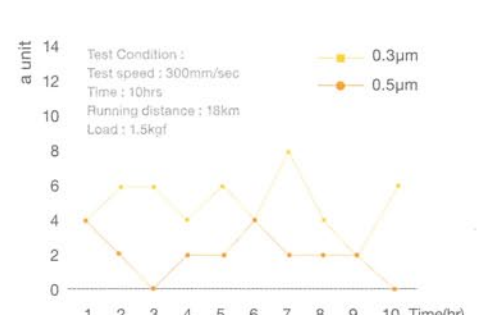 a unit
14
12
10
8
6
4
2
0
Test Condition :
Test speed : 300mm/sec
Time : 10hrs
Running distance : 18km
Load : 1.5kgf
0.3μm
0.5μm
1 2 3 4 5 6 7 8 9 10 Time(hr)